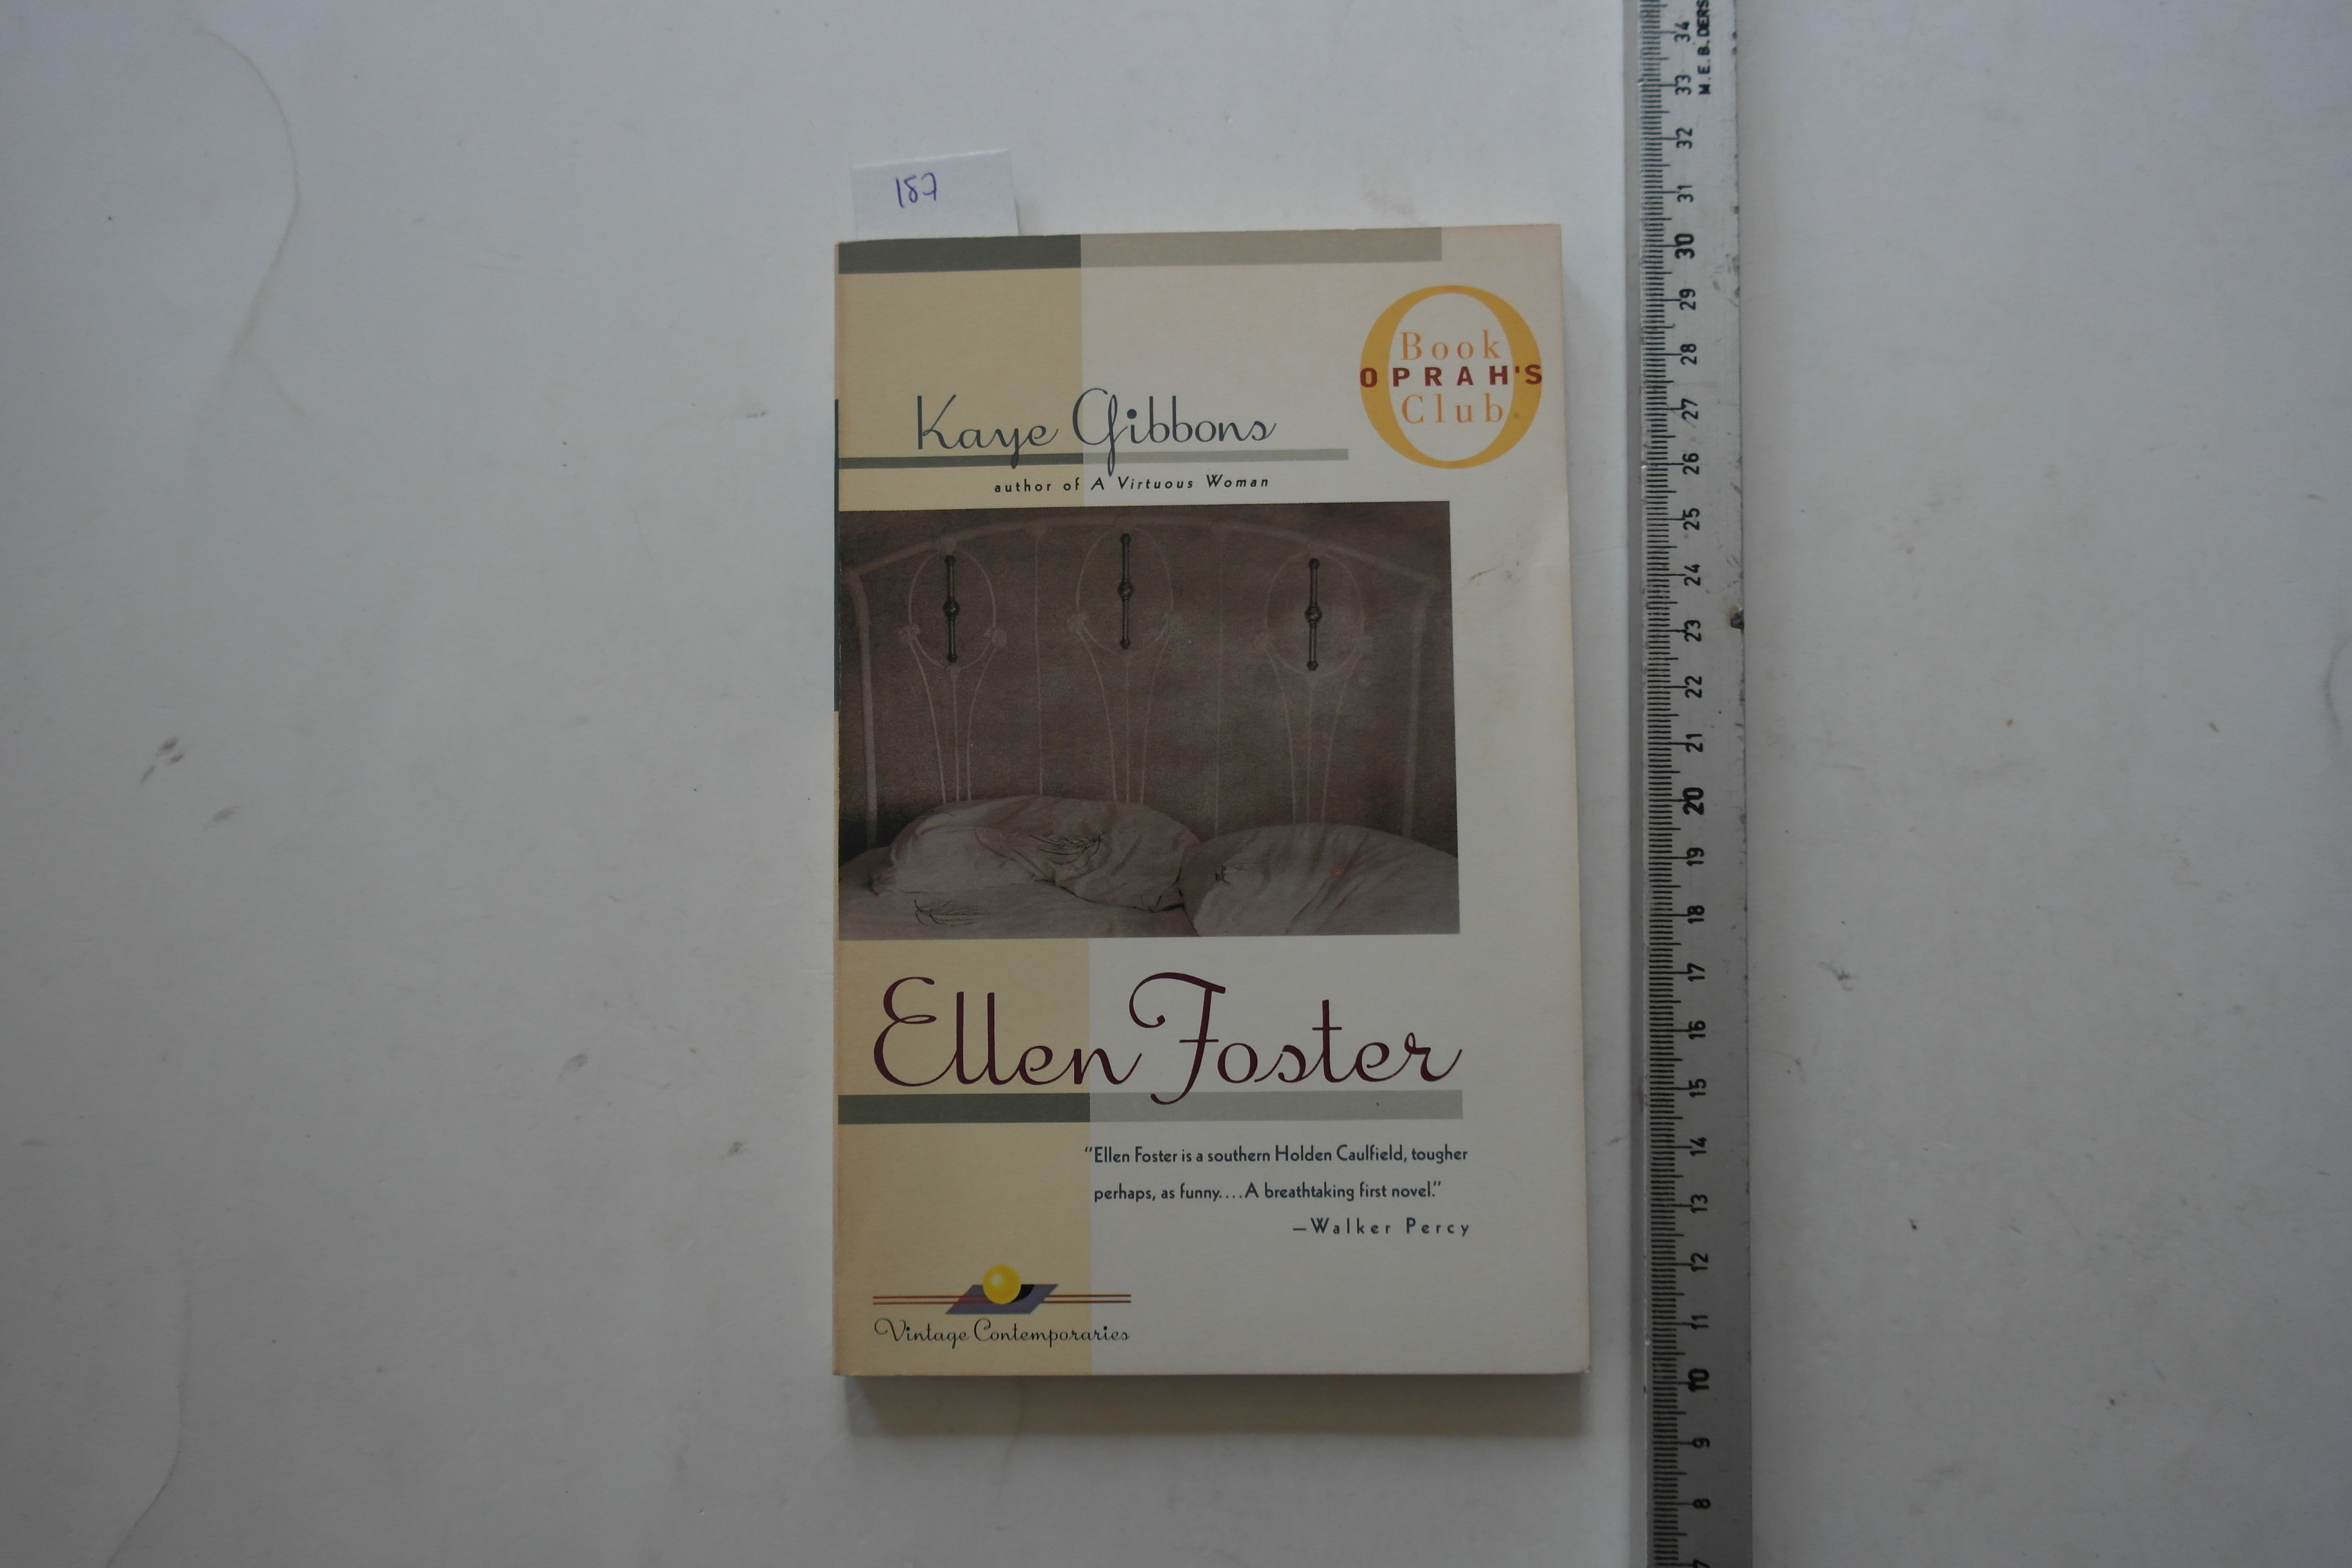 187
Book
OPRAH'S
Club
Kaye Gibbons
author of A Virtuous Woman
Ellen Foster
“Ellen Foster is a southern Holden Caulfield, tougher
perhaps, as funny....A breathtaking first novel.”
—Walker Percy
Vintage Contemporaries
M.E.B. DERS
34
33
32
31
30
29
28
27
26
25
24
23
22
21
20
19
18
17
16
15
14
13
12
11
10
9
8
7